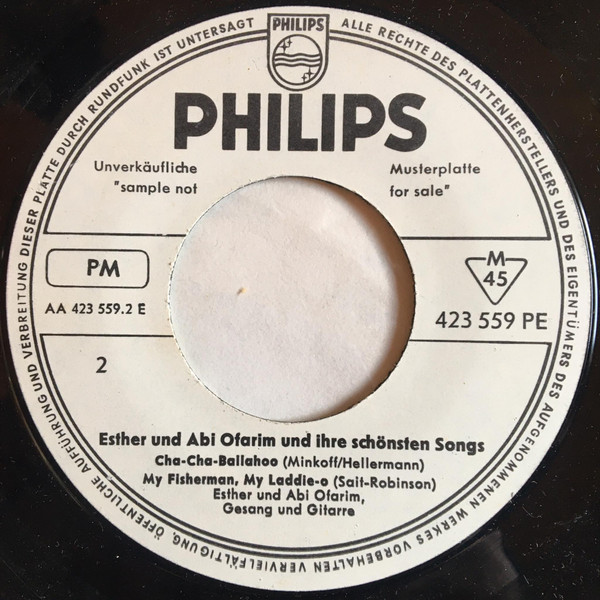 ALLE RECHTE DES PLATTENHERSTELLERS UND DES EIGENTÜMERS DES AUFGENOMMENEN WERKES VORBEHALTEN VERVIELFÄLTIGUNG, ÖFFENTLICHE AUFFÜHRUNG UND VERBREITUNG DIESER PLATTE DURCH RUNDFUNK IST UNTERSAGT
PHILIPS
PHILIPS
Unverkäufliche Musterplatte
"sample not for sale"
PM
M
45
AA 423 559.2 E
423 559 PE
2
Esther und Abi Ofarim und ihre schönsten Songs
Cha-Cha-Ballahoo (Minkoff/Hellermann)
My Fisherman, My Laddie-o (Sait-Robinson)
Esther und Abi Ofarim,
Gesang und Gitarre